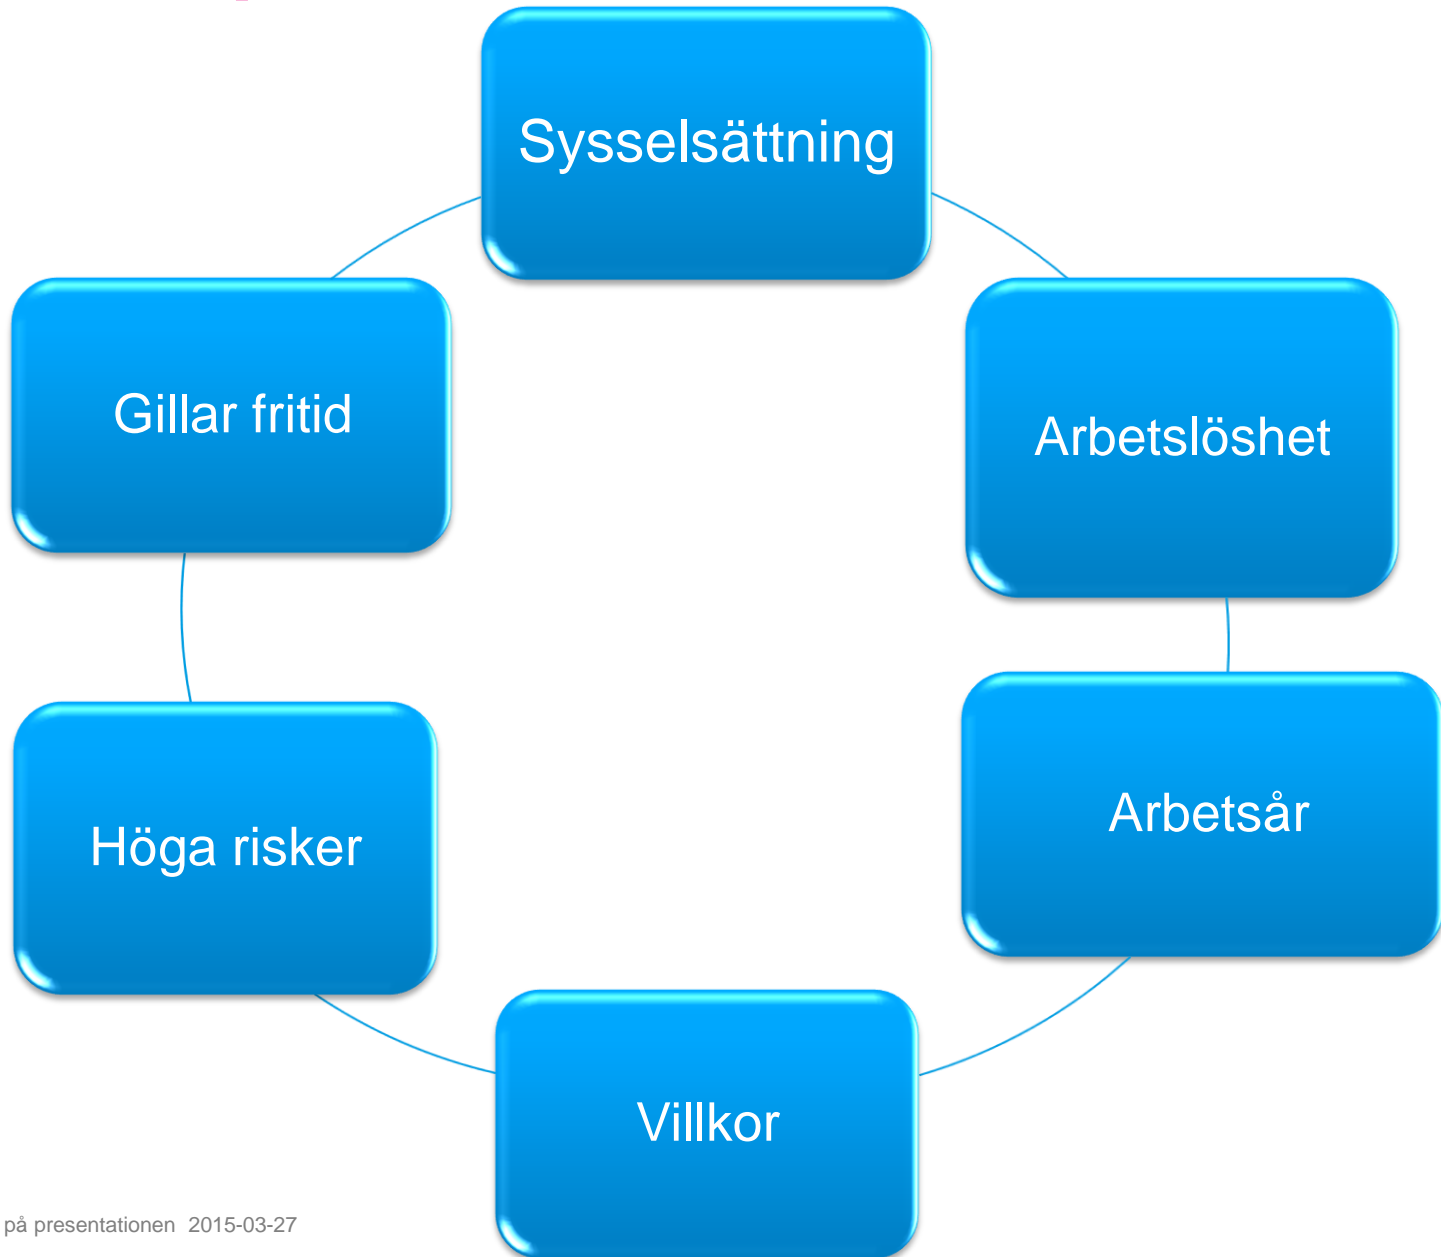 Sysselsättning
Arbetslöshet
Arbetsår
Villkor
Höga risker
Gillar fritid
på presentationen 2015-03-27